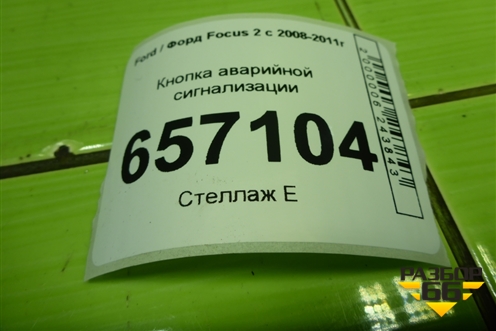 Ford / Форд Focus 2 с 2008-2011г
Кнопка аварийной
сигнализации
657104
Стеллаж Е
2000006243843
РАЗБОР
66